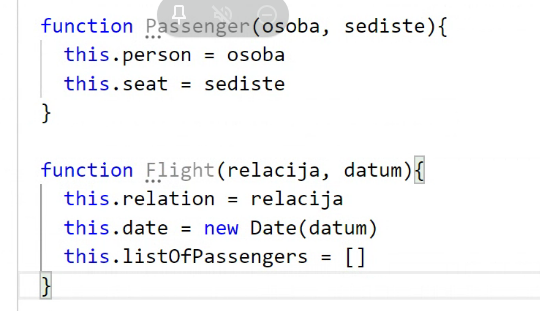 function Passenger(osoba, sediste){
this.person = osoba
this.seat = sediste
}
function Flight(relacija, datum){
this.relation = relacija
this.date = new Date(datum)
this.listOfPassengers = []
}